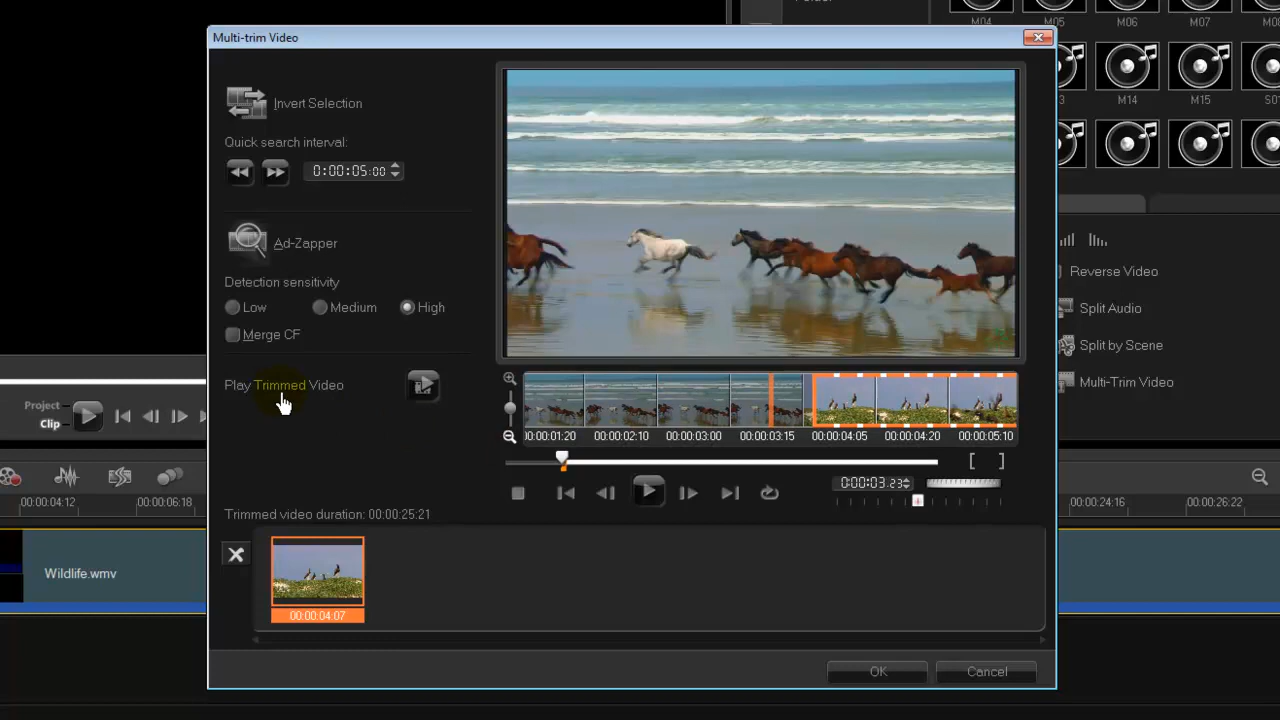 M04 M05 M06 M07
Multi-trim Video
M14 M15
Invert Selection
Quick search interval:
0:00:05:00
Ad-Zapper
Detection sensitivity
Low Medium High
Merge CF
Play Trimmed Video
Reverse Video
Split Audio
Split by Scene
Multi-Trim Video
Project
Clip
00:00:02:10 00:00:03:00 00:00:03:15 00:00:04:05 00:00:04:20 00:00:05:10
[ ]
0:00:03.23
00:00:04:12 00:00:06:18
00:00:24:16 00:00:26:22
Trimmed video duration: 00:00:25:21
Wildlife.wmv
00:00:04:07
OK Cancel